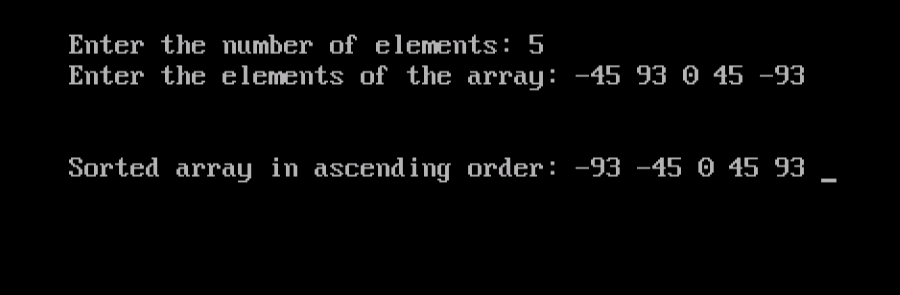 Enter the number of elements: 5
Enter the elements of the array: -45 93 0 45 -93
Sorted array in ascending order: -93 -45 0 45 93 _